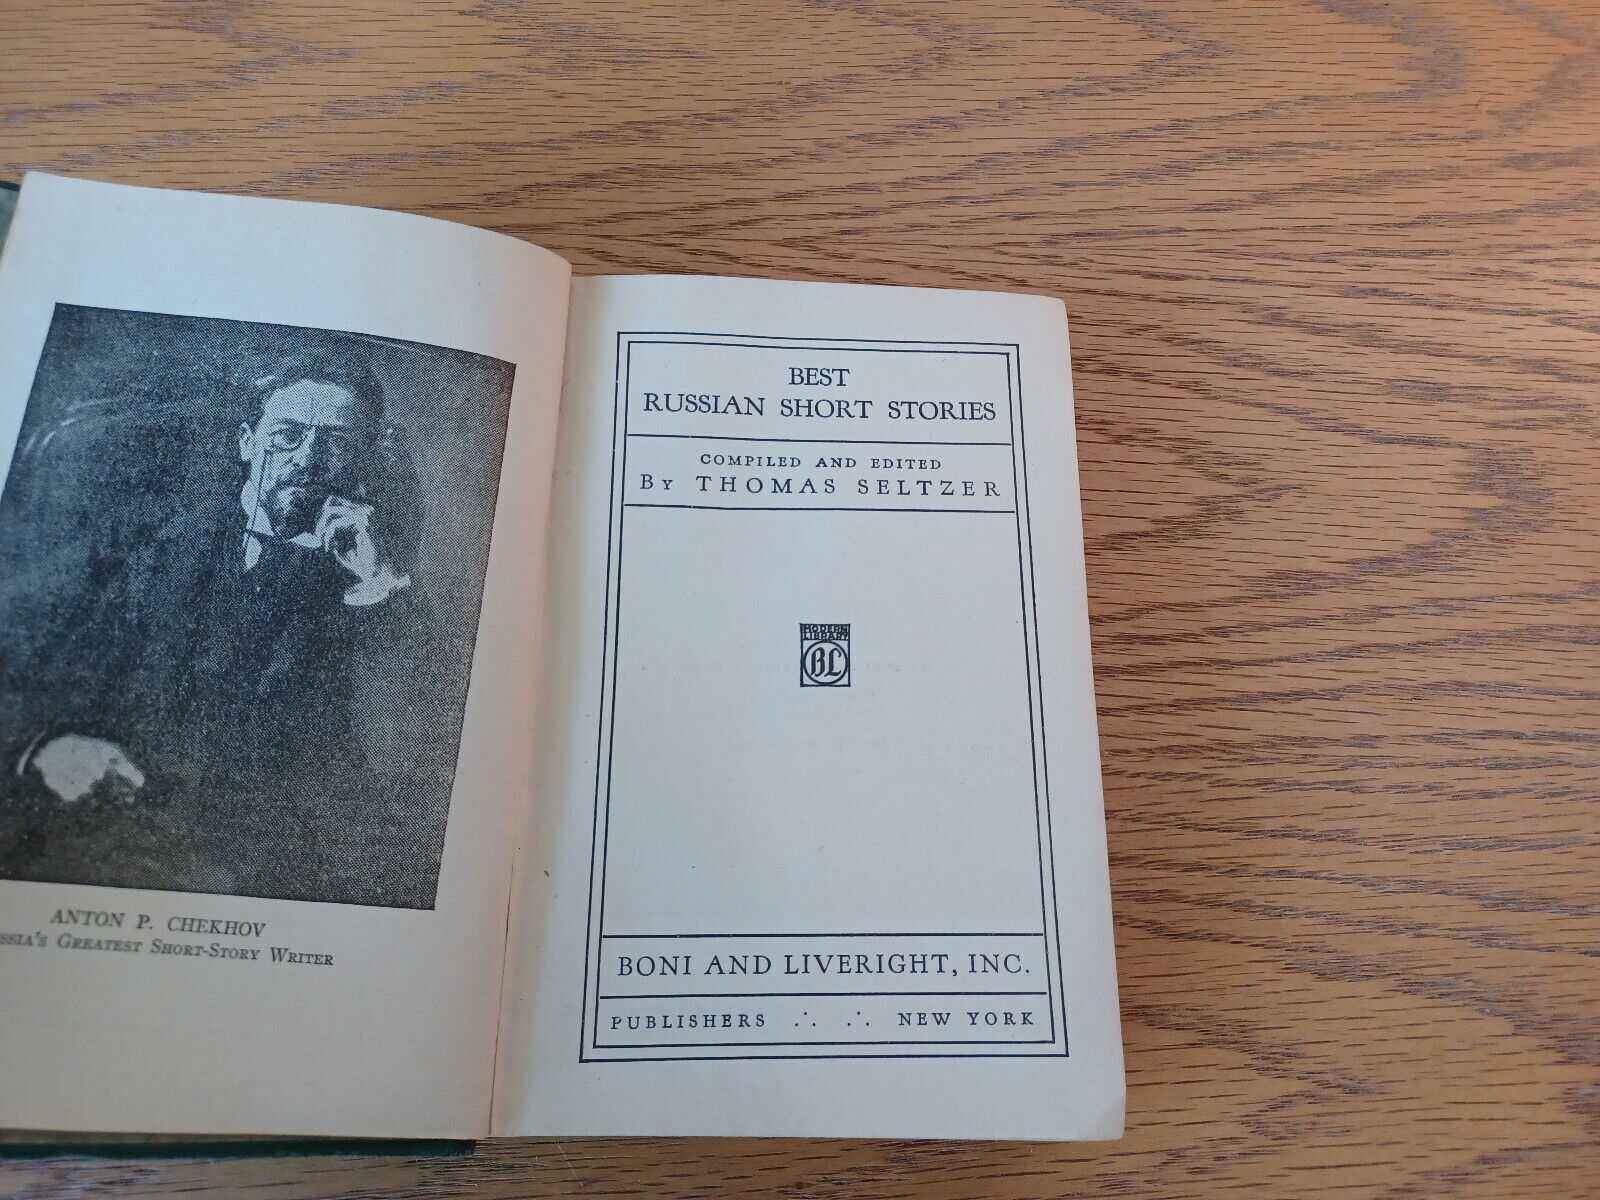 ANTON P. CHEKHOV
GREATEST SHORT-STORY WRITER
BEST
RUSSIAN SHORT STORIES
COMPILED AND EDITED
BY THOMAS SELTZER
MODERN
LIBRARY
BL
BONI AND LIVERIGHT, INC.
PUBLISHERS ∴ ∴ NEW YORK